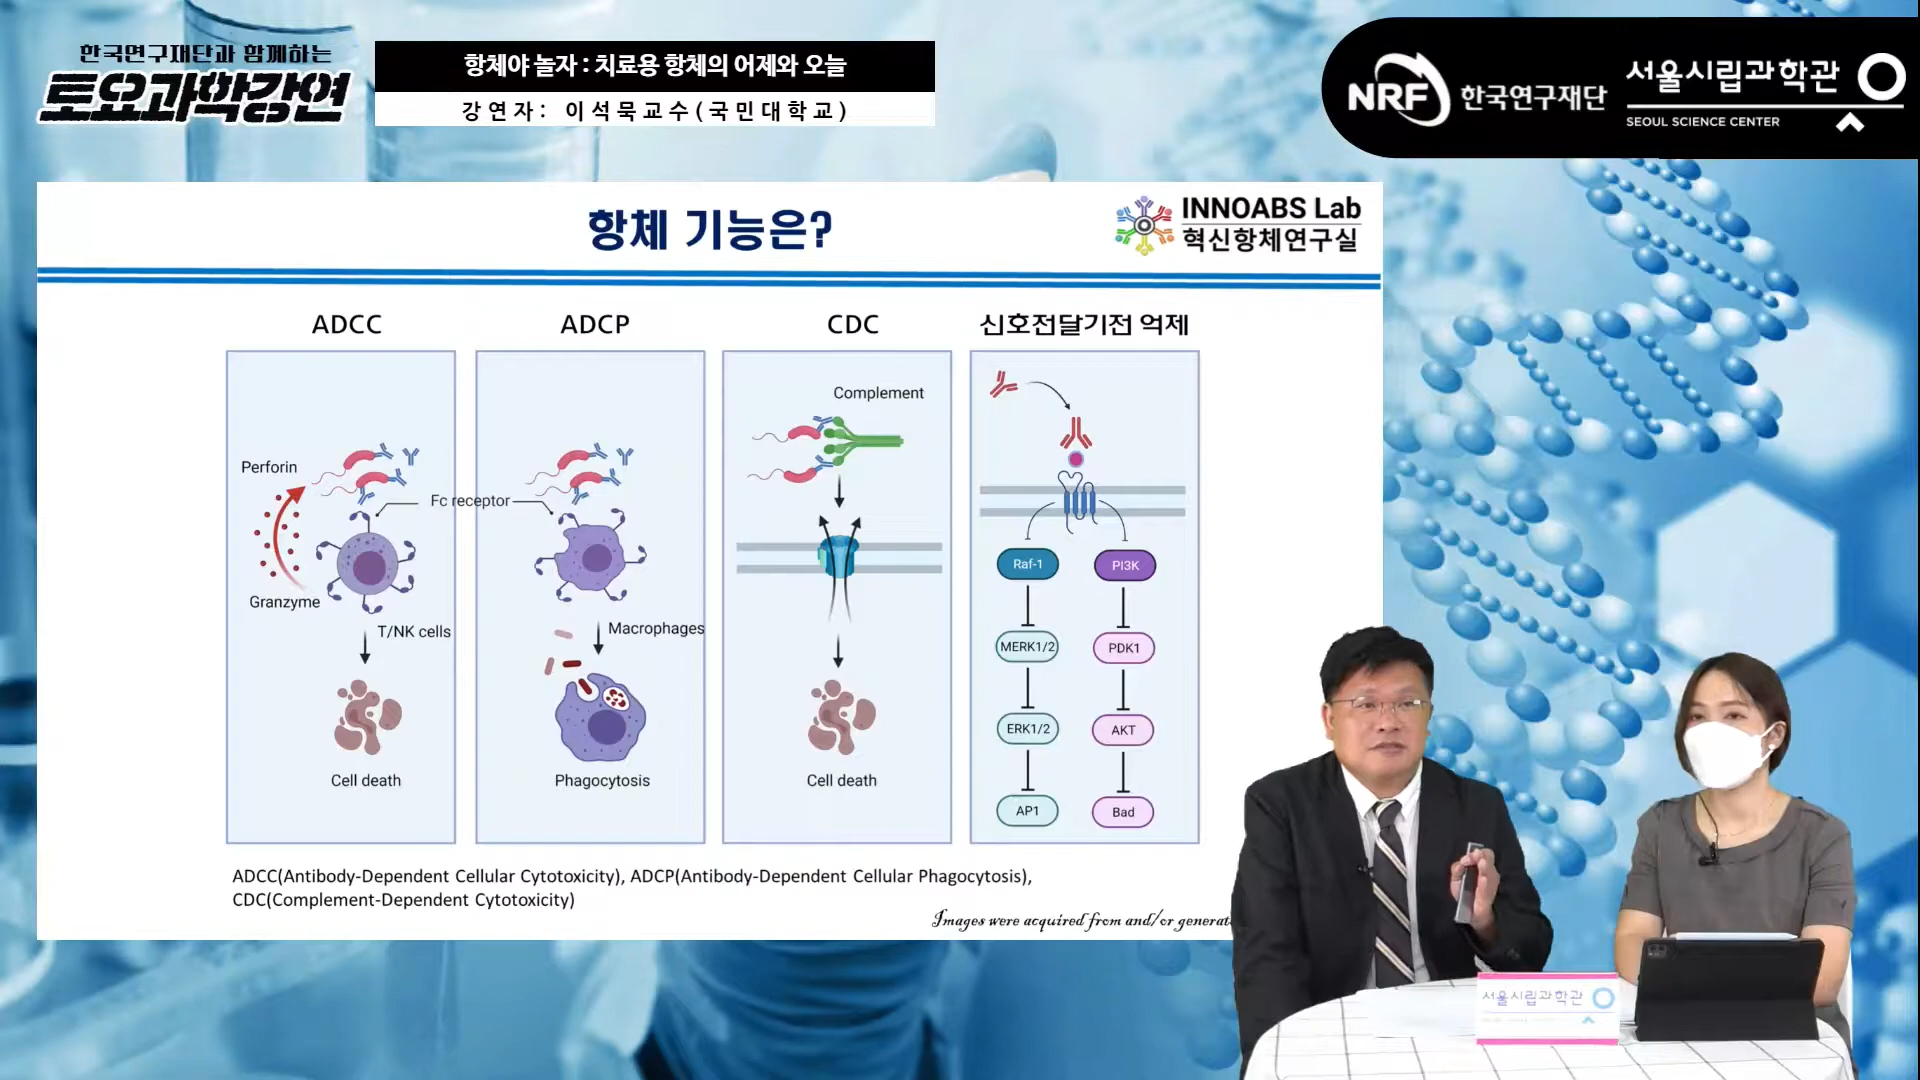 한국연구재단과 함께하는
토요과학강연
항체야 놀자 : 치료용 항체의 어제와 오늘
강연자: 이석묵교수(국민대학교)
NRF 한국연구재단
서울시립과학관
SEOUL SCIENCE CENTER
항체 기능은?
INNOABS Lab
혁신항체연구실
ADCC
ADCP
CDC
신호전달기전 억제
Perforin
Granzyme
Fc receptor
T/NK cells
Cell death
Macrophages
Phagocytosis
Complement
Cell death
Raf-1
PI3K
MERK1/2
PDK1
ERK1/2
AKT
AP1
Bad
ADCC(Antibody-Dependent Cellular Cytotoxicity), ADCP(Antibody-Dependent Cellular Phagocytosis),
CDC(Complement-Dependent Cytotoxicity)
Images were acquired from and/or
서울시립과학관